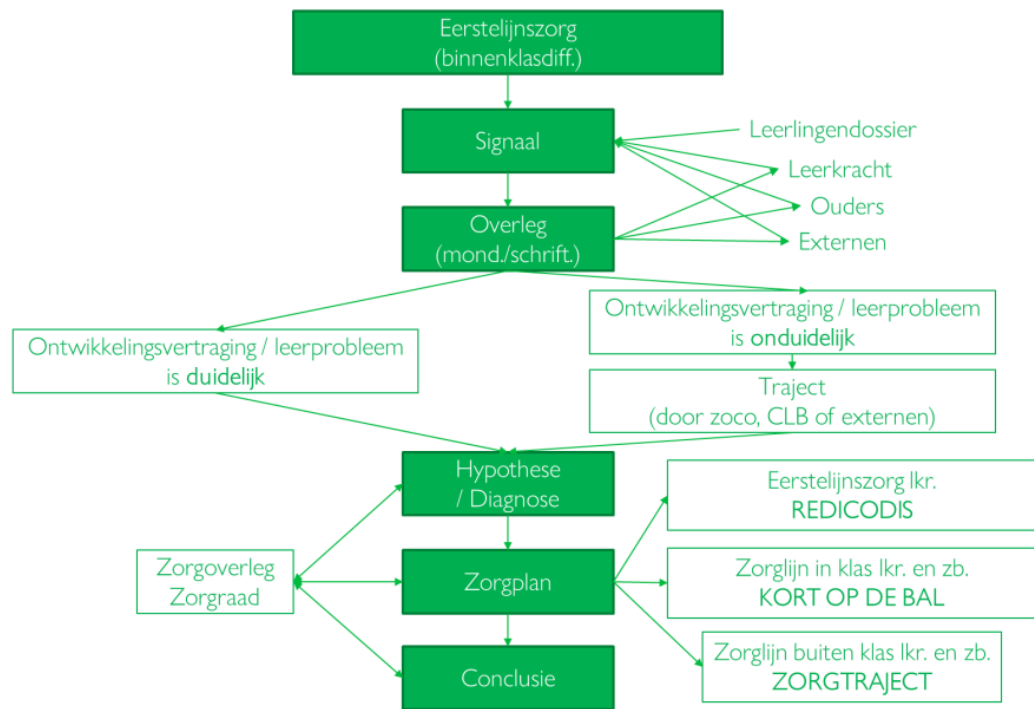 Eerstelijnszorg
(binnenklasdiff.)
Signaal
Leerlingendossier
Leerkracht
Ouders
Externen
Overleg
(mond./schrift.)
Ontwikkelingsvertraging / leerprobleem
is duidelijk
Ontwikkelingsvertraging / leerprobleem
is onduidelijk
Traject
(door zoco, CLB of externen)
Hypothese
/ Diagnose
Zorgoverleg
Zorgraad
Zorgplan
Conclusie
Eerstelijnszorg lkr.
REDICODIS
Zorglijn in klas lkr. en zb.
KORT OP DE BAL
Zorglijn buiten klas lkr. en zb.
ZORGTRAJECT